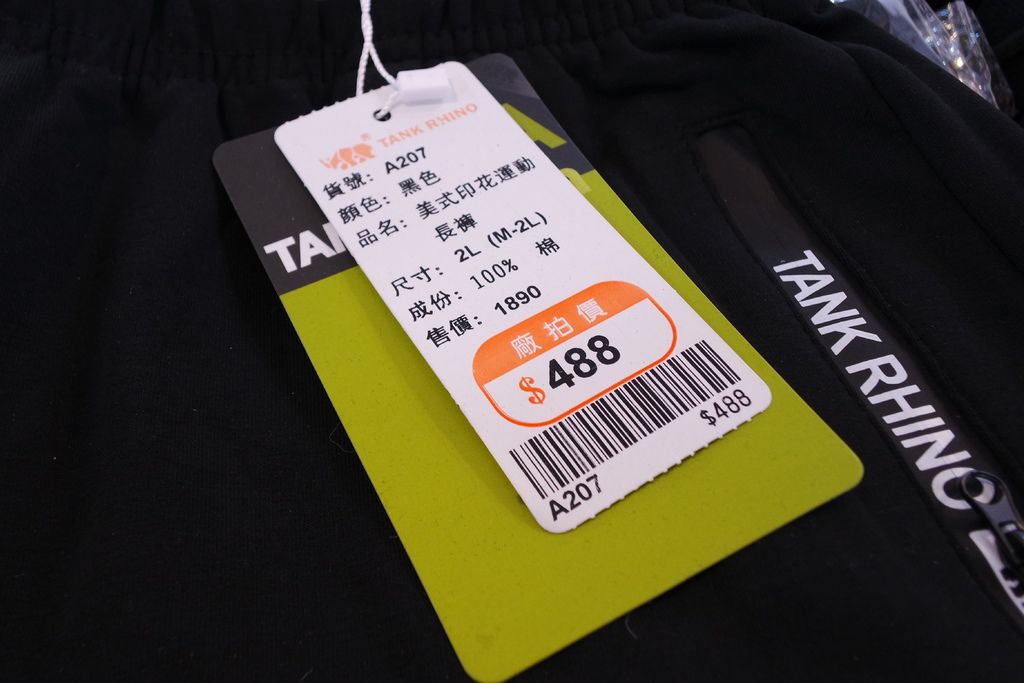 TANK RHINO
貨號: A207
顏色: 黑色
品名: 美式印花運動
長褲
尺寸: 2L (M-2L)
成份: 100% 棉
售價: 1890
廠拍價
$488
$488
A207
TANK RHINO